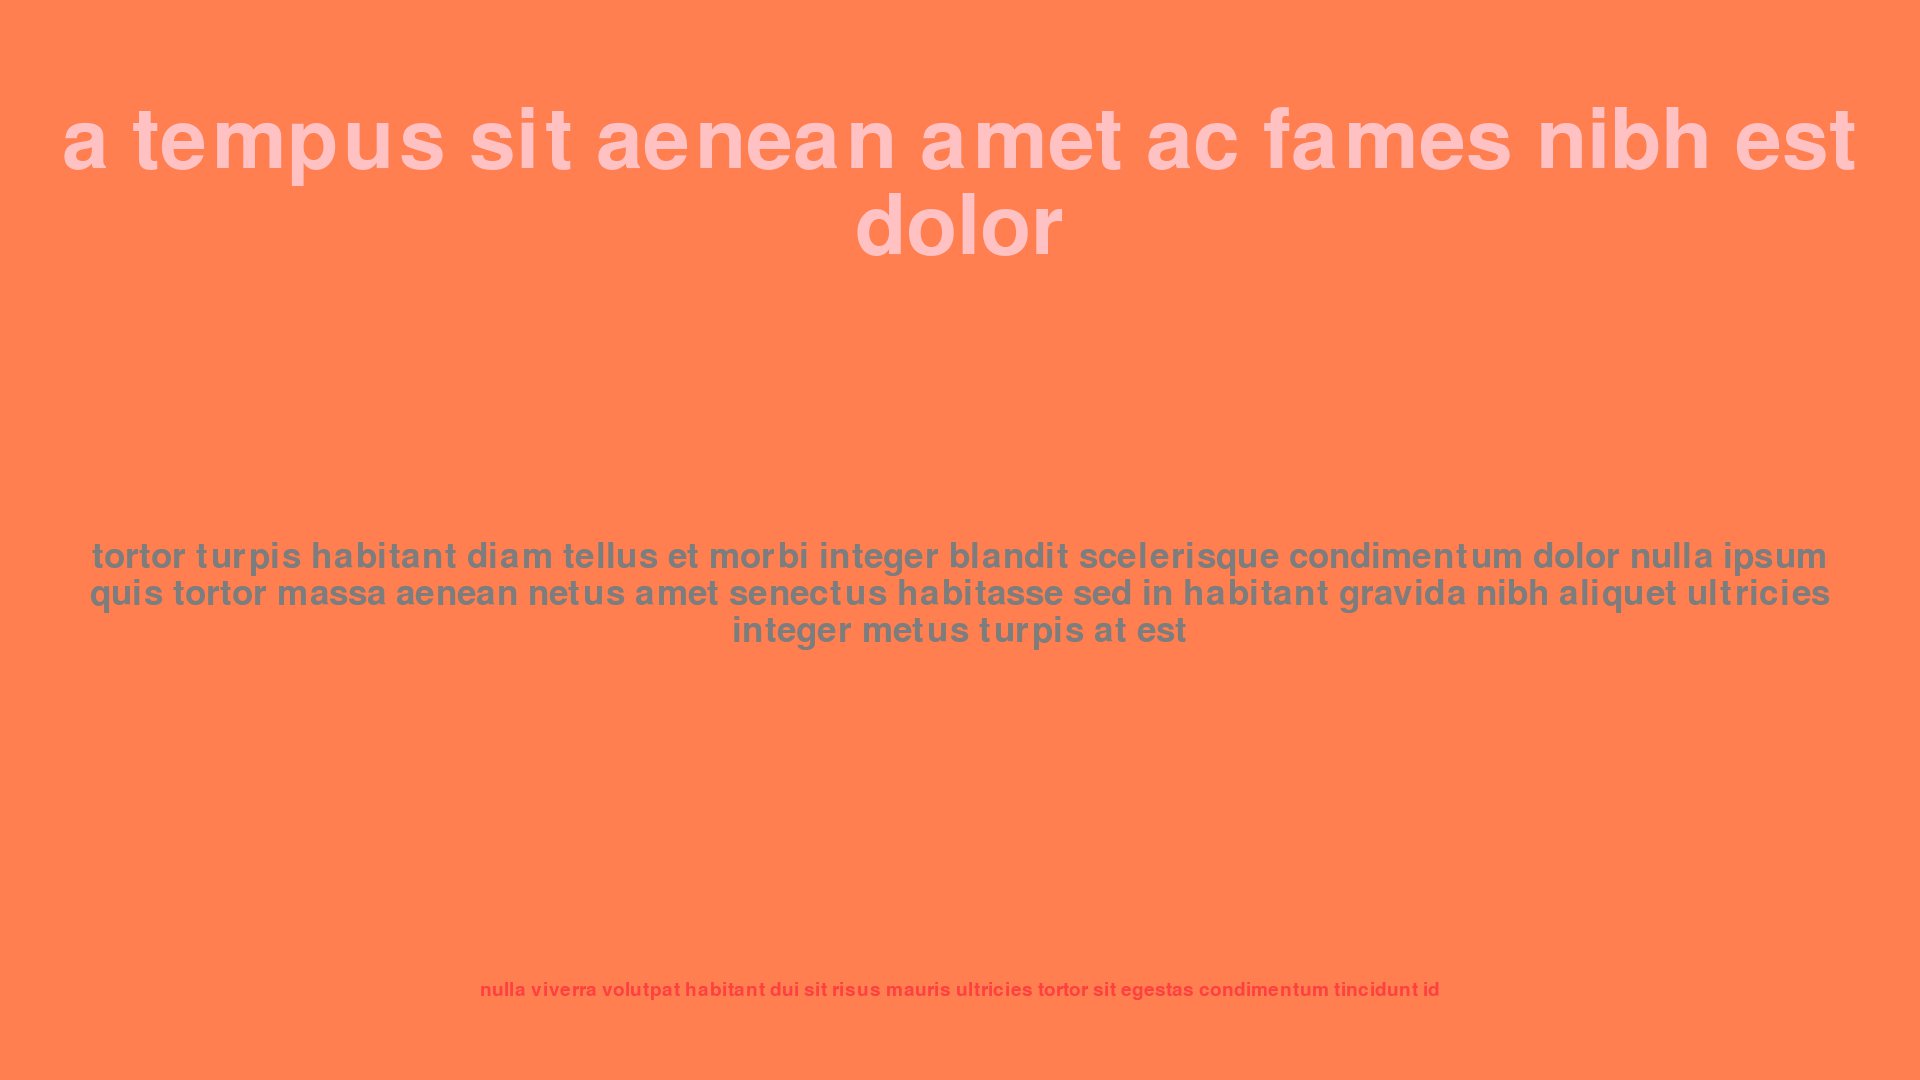 a tempus sit aenean amet ac fames nibh est
dolor
tortor turpis habitant diam tellus et morbi integer blandit scelerisque condimentum dolor nulla ipsum
quis tortor massa aenean netus amet senectus habitasse sed in habitant gravida nibh aliquet ultricies
integer metus turpis at est
nulla viverra volutpat habitant dui sit risus mauris ultricies tortor sit egestas condimentum tincidunt id